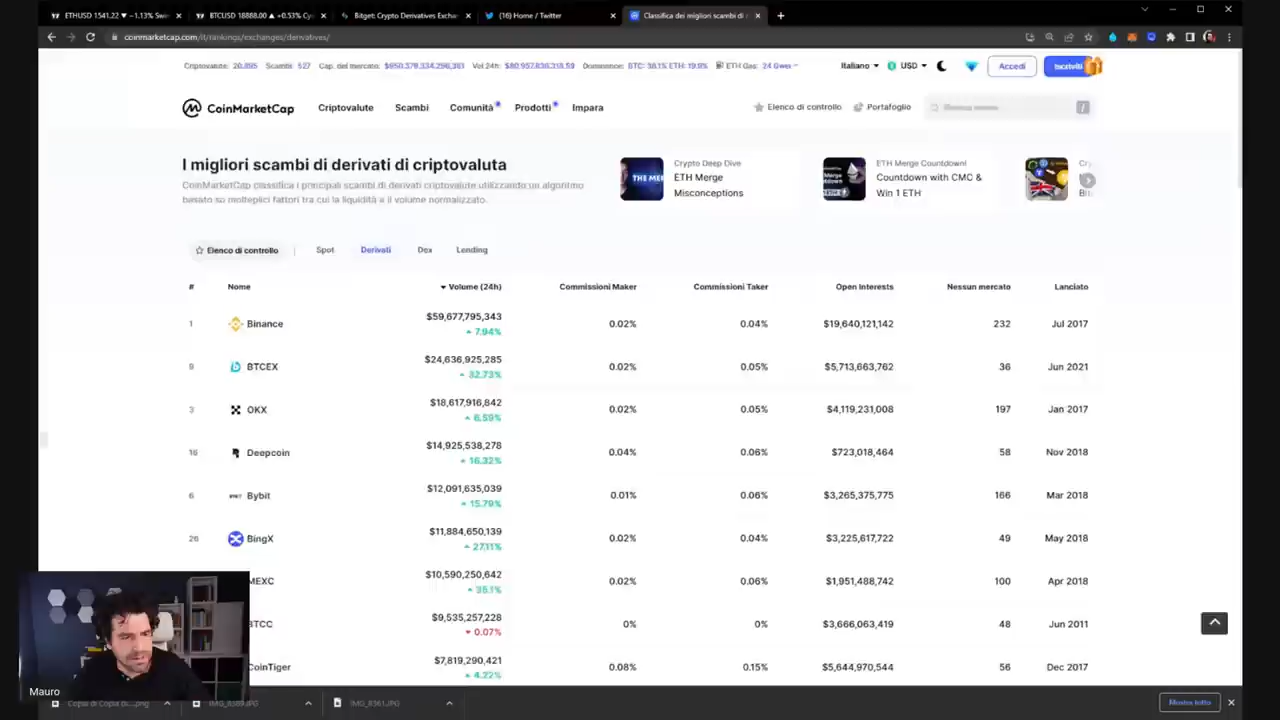 ETHUSD 1541.22 ▼ −1.13%
BTCUSD 18888.00 ▲ +0.53%
Bitget: Crypto Derivatives Exchan
(16) Home / Twitter
Classifica dei migliori scambi di
coinmarketcap.com/it/rankings/exchanges/derivatives/
Criptovalute: 20.895 Scambi: 527 Cap. del mercato: Vol 24h: Dominance: BTC: 38.1% ETH: 19.9% ETH Gas: 24 Gwei
Italiano USD Accedi Iscriviti
CoinMarketCap Criptovalute Scambi Comunità Prodotti Impara Elenco di controllo Portafoglio /
I migliori scambi di derivati di criptovaluta
CoinMarketCap classifica i principali scambi di derivati criptovalute utilizzando un algoritmo
basato su molteplici fattori tra cui la liquidità e il volume normalizzato.
Crypto Deep Dive
ETH Merge
Misconceptions
ETH Merge Countdown!
Countdown with CMC &
Win 1 ETH
Elenco di controllo Spot Derivati Dex Lending
# Nome Volume (24h) Commissioni Maker Commissioni Taker Open Interests Nessun mercato Lanciato
1 Binance $59,677,795,343 0.02% 0.04% $19,640,121,142 232 Jul 2017
7.94%
9 BTCEX $24,636,925,285 0.02% 0.05% $5,713,663,762 36 Jun 2021
32.73%
3 OKX $18,617,916,842 0.02% 0.05% $4,119,231,008 197 Jan 2017
6.59%
Deepcoin $14,925,538,278 0.04% 0.06% $723,018,464 58 Nov 2018
16.32%
6 Bybit $12,091,635,039 0.01% 0.06% $3,265,375,775 166 Mar 2018
15.79%
BingX $11,884,650,139 0.02% 0.04% $3,225,617,722 49 May 2018
27.11%
MEXC $10,590,250,642 0.02% 0.06% $1,951,488,742 100 Apr 2018
BTCC $9,535,257,228 0% 0% $3,666,063,419 48 Jun 2011
0.07%
CoinTiger $7,819,290,421 0.08% 0.15% $5,644,970,544 56 Dec 2017
4.22%
Mauro
Copia di Copia di....png
IMG_8361.JPG
Mostra tutto